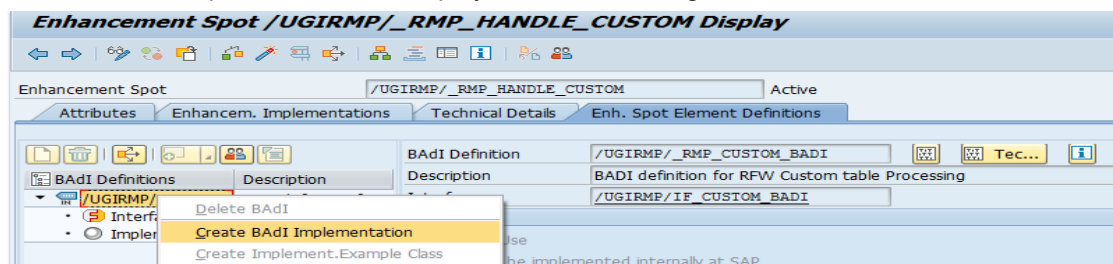 Enhancement Spot /UGIRMP/_RMP_HANDLE_CUSTOM Display
Enhancement Spot /UGIRMP/_RMP_HANDLE_CUSTOM Active
Attributes Enhancem. Implementations Technical Details Enh. Spot Element Definitions
BAdI Definition /UGIRMP/_RMP_CUSTOM_BADI Tec...
BAdI Definitions Description Description BADI definition for RFW Custom table Processing
/UGIRMP/ /UGIRMP/IF_CUSTOM_BADI
Interfa
Delete BAdI
Impler
Create BAdI Implementation
Use
Create Implement.Example Class
be implemented internally at SAP